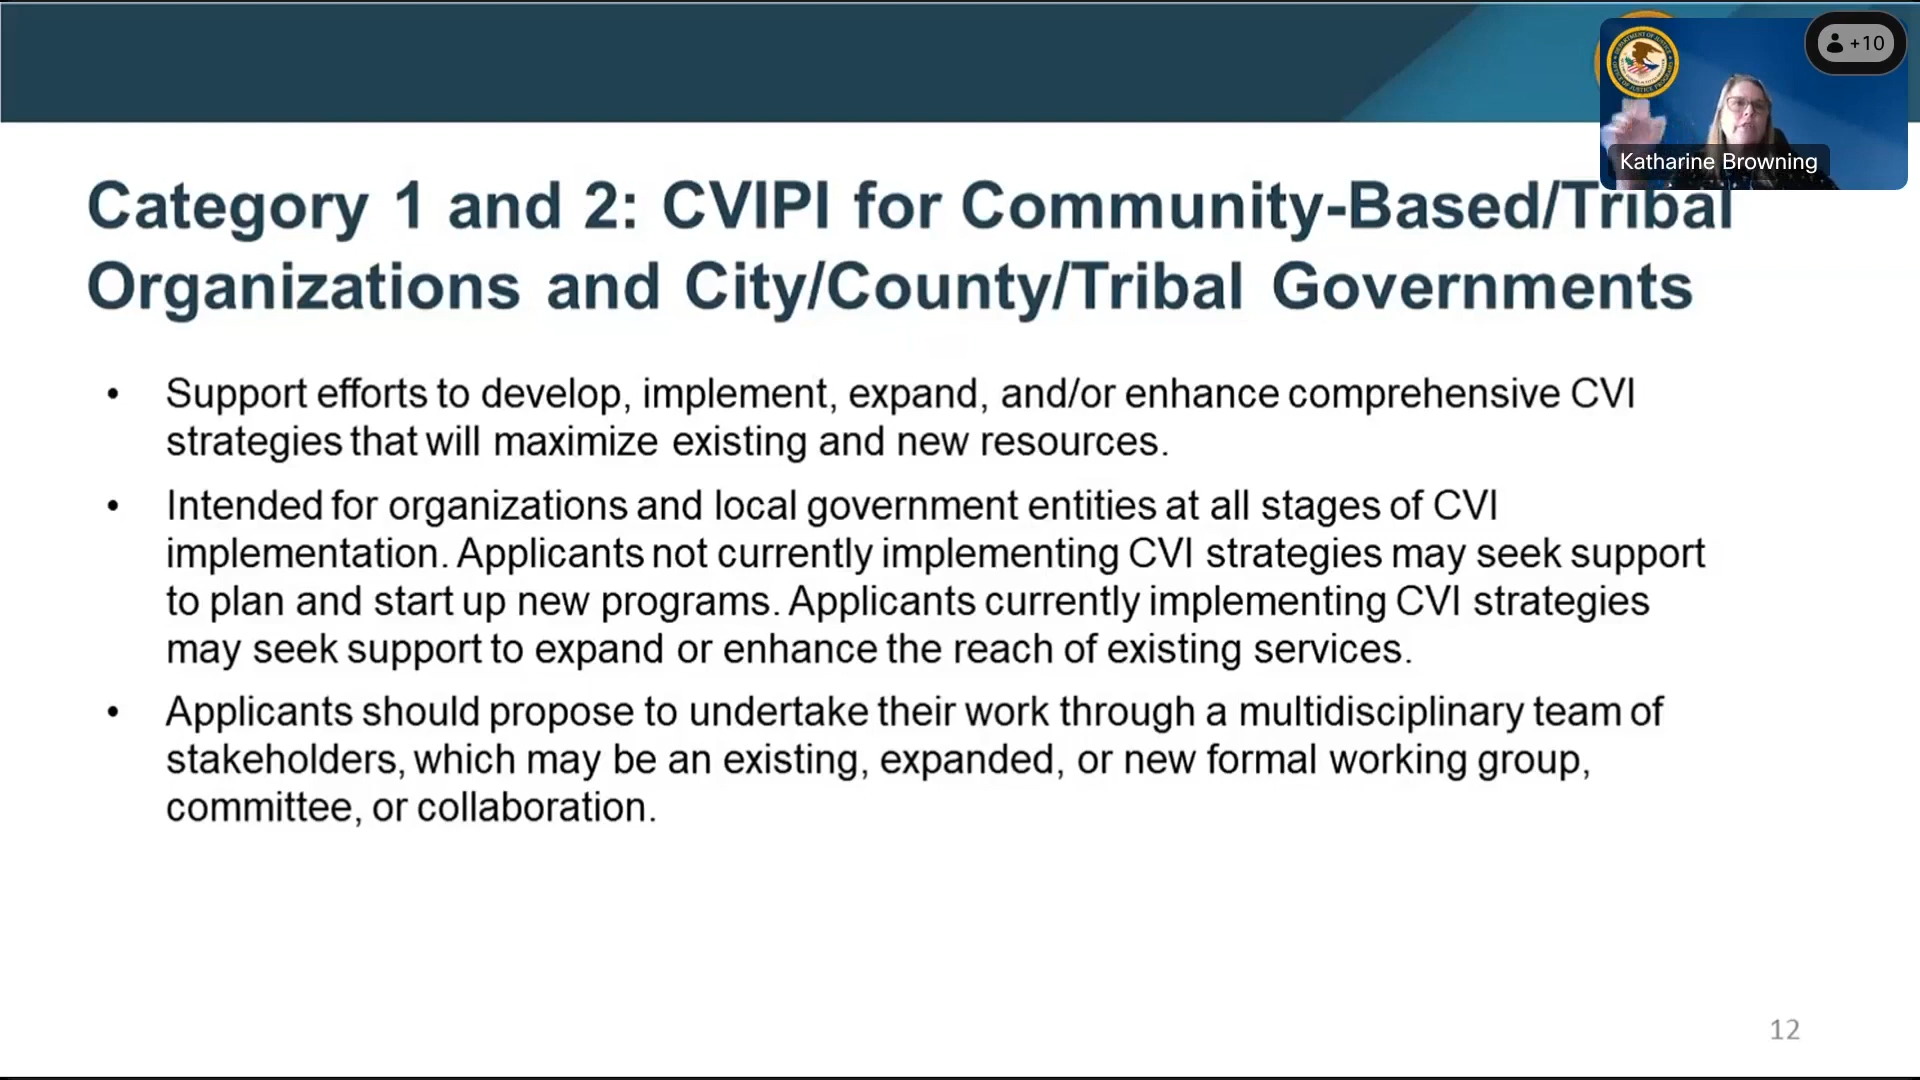 +10
Katharine Browning
Category 1 and 2: CVIPI for Community-Based/Tribal
Organizations and City/County/Tribal Governments
• Support efforts to develop, implement, expand, and/or enhance comprehensive CVI
strategies that will maximize existing and new resources.
• Intended for organizations and local government entities at all stages of CVI
implementation. Applicants not currently implementing CVI strategies may seek support
to plan and start up new programs. Applicants currently implementing CVI strategies
may seek support to expand or enhance the reach of existing services.
• Applicants should propose to undertake their work through a multidisciplinary team of
stakeholders, which may be an existing, expanded, or new formal working group,
committee, or collaboration.
12